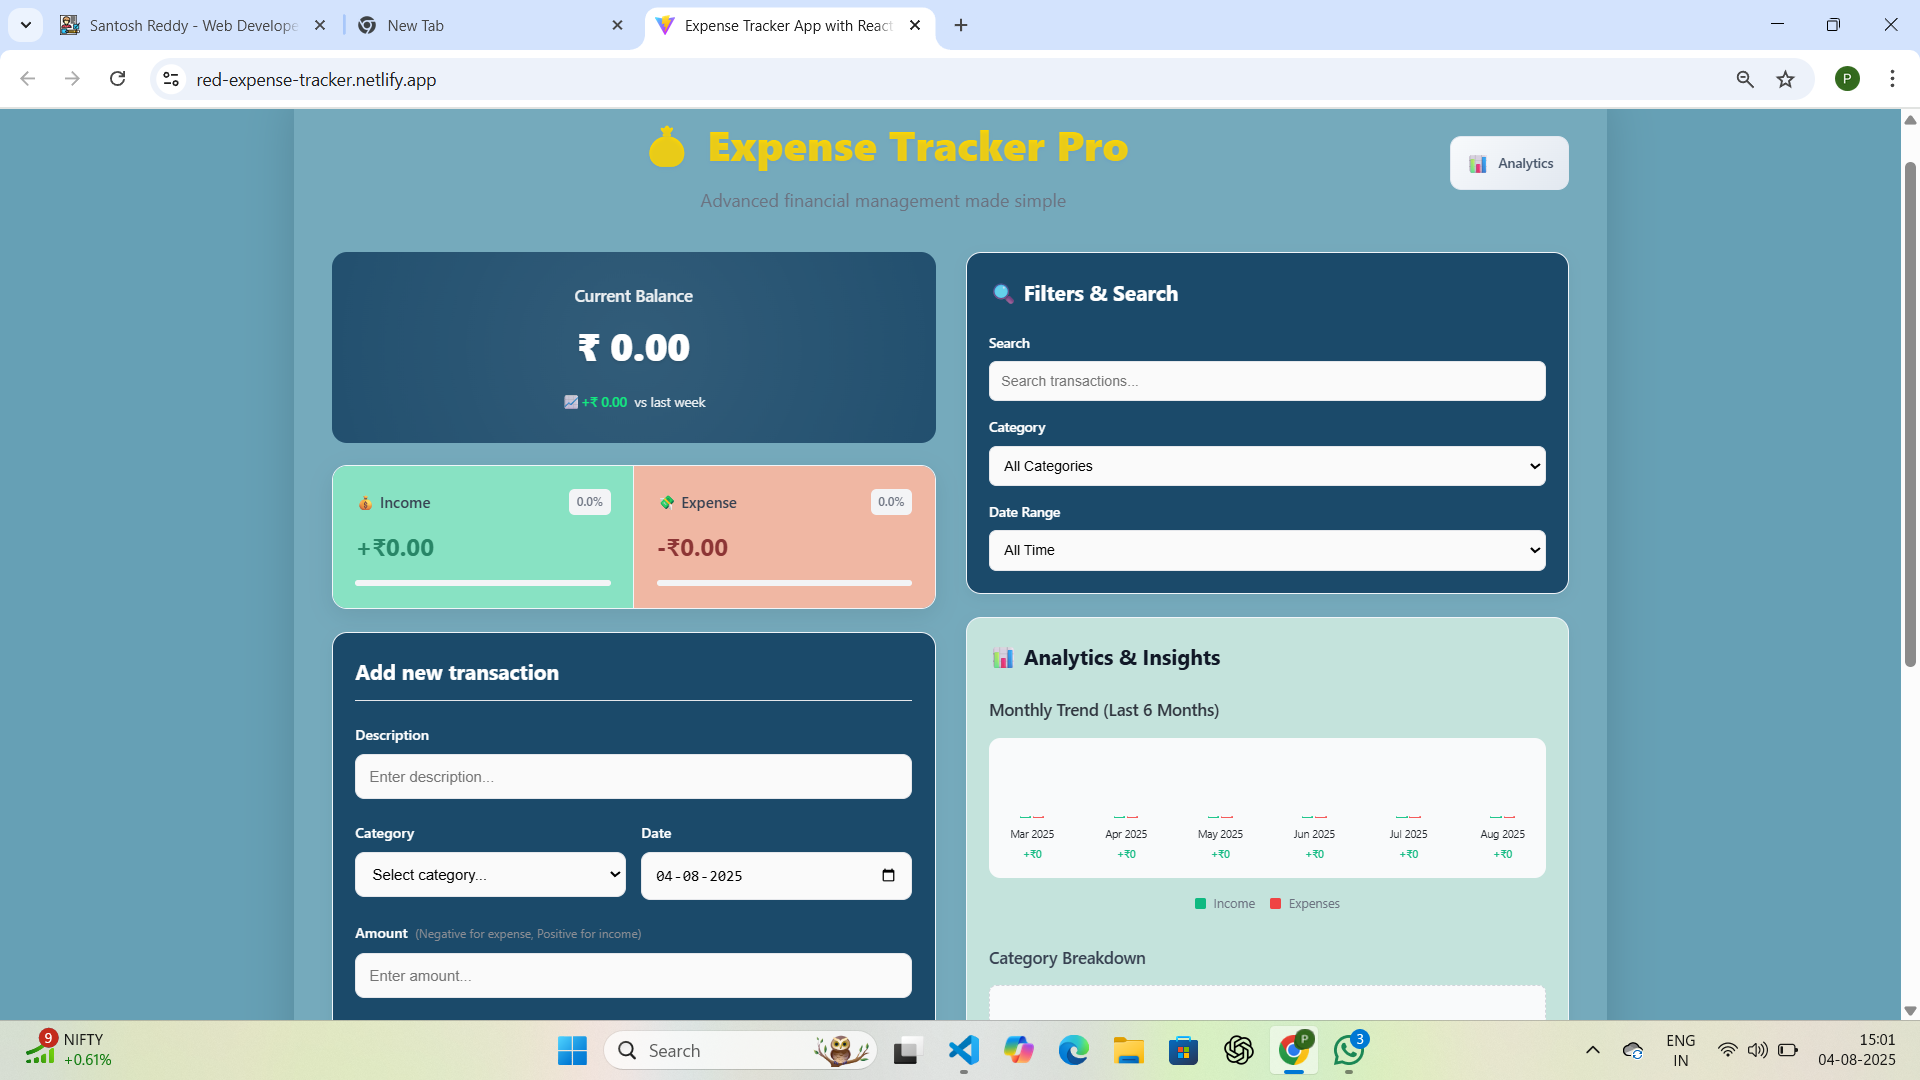 Santosh Reddy - Web Develope
New Tab
Expense Tracker App with React
red-expense-tracker.netlify.app
P
Expense Tracker Pro
Advanced financial management made simple
Analytics
Current Balance
₹ 0.00
+₹ 0.00 vs last week
Income
0.0%
+₹0.00
Expense
0.0%
-₹0.00
Add new transaction
Description
Enter description...
Category
Select category...
Date
04-08-2025
Amount (Negative for expense, Positive for income)
Enter amount...
Filters & Search
Search
Search transactions...
Category
All Categories
Date Range
All Time
Analytics & Insights
Monthly Trend (Last 6 Months)
Mar 2025 Apr 2025 May 2025 Jun 2025 Jul 2025 Aug 2025
+₹0 +₹0 +₹0 +₹0 +₹0 +₹0
Income Expenses
Category Breakdown
9
NIFTY
+0.61%
Search
P
3
ENG
IN
15:01
04-08-2025